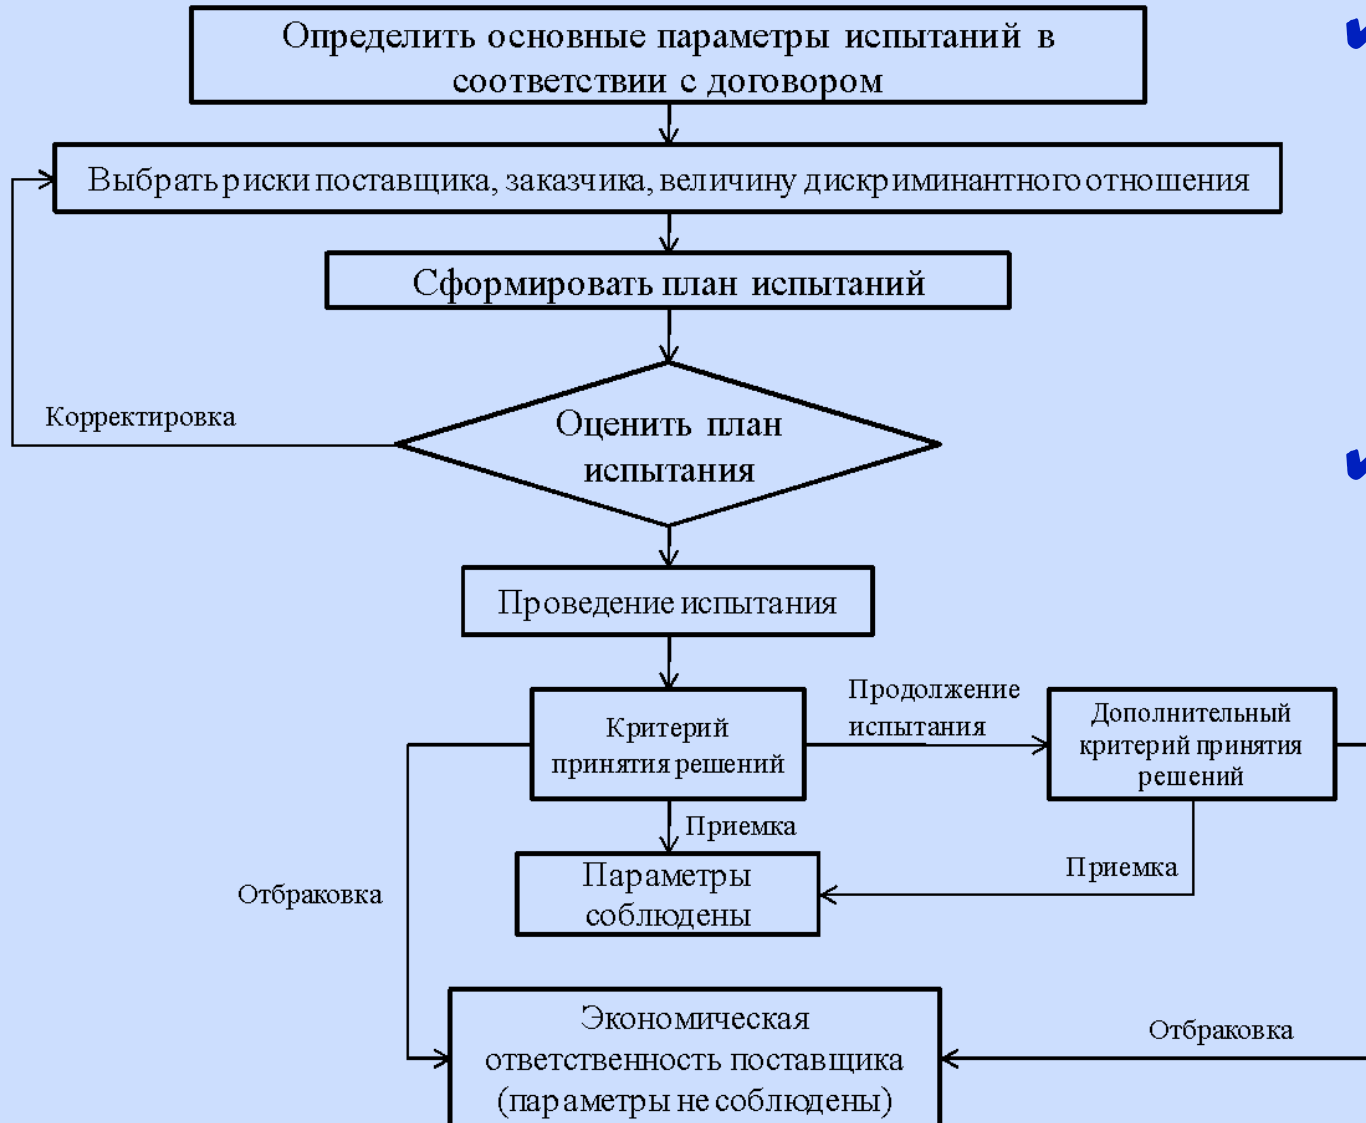 Определить основные параметры испытаний в
соответствии с договором
Выбрать риски поставщика, заказчика, величину дискриминантного отношения
Сформировать план испытаний
Корректировка
Оценить план
испытания
Проведение испытания
Критерий
принятия решений
Продолжение
испытания
Дополнительный
критерий принятия
решений
Приемка
Приемка
Параметры
соблюдены
Отбраковка
Экономическая
ответственность поставщика
(параметры не соблюдены)
Отбраковка